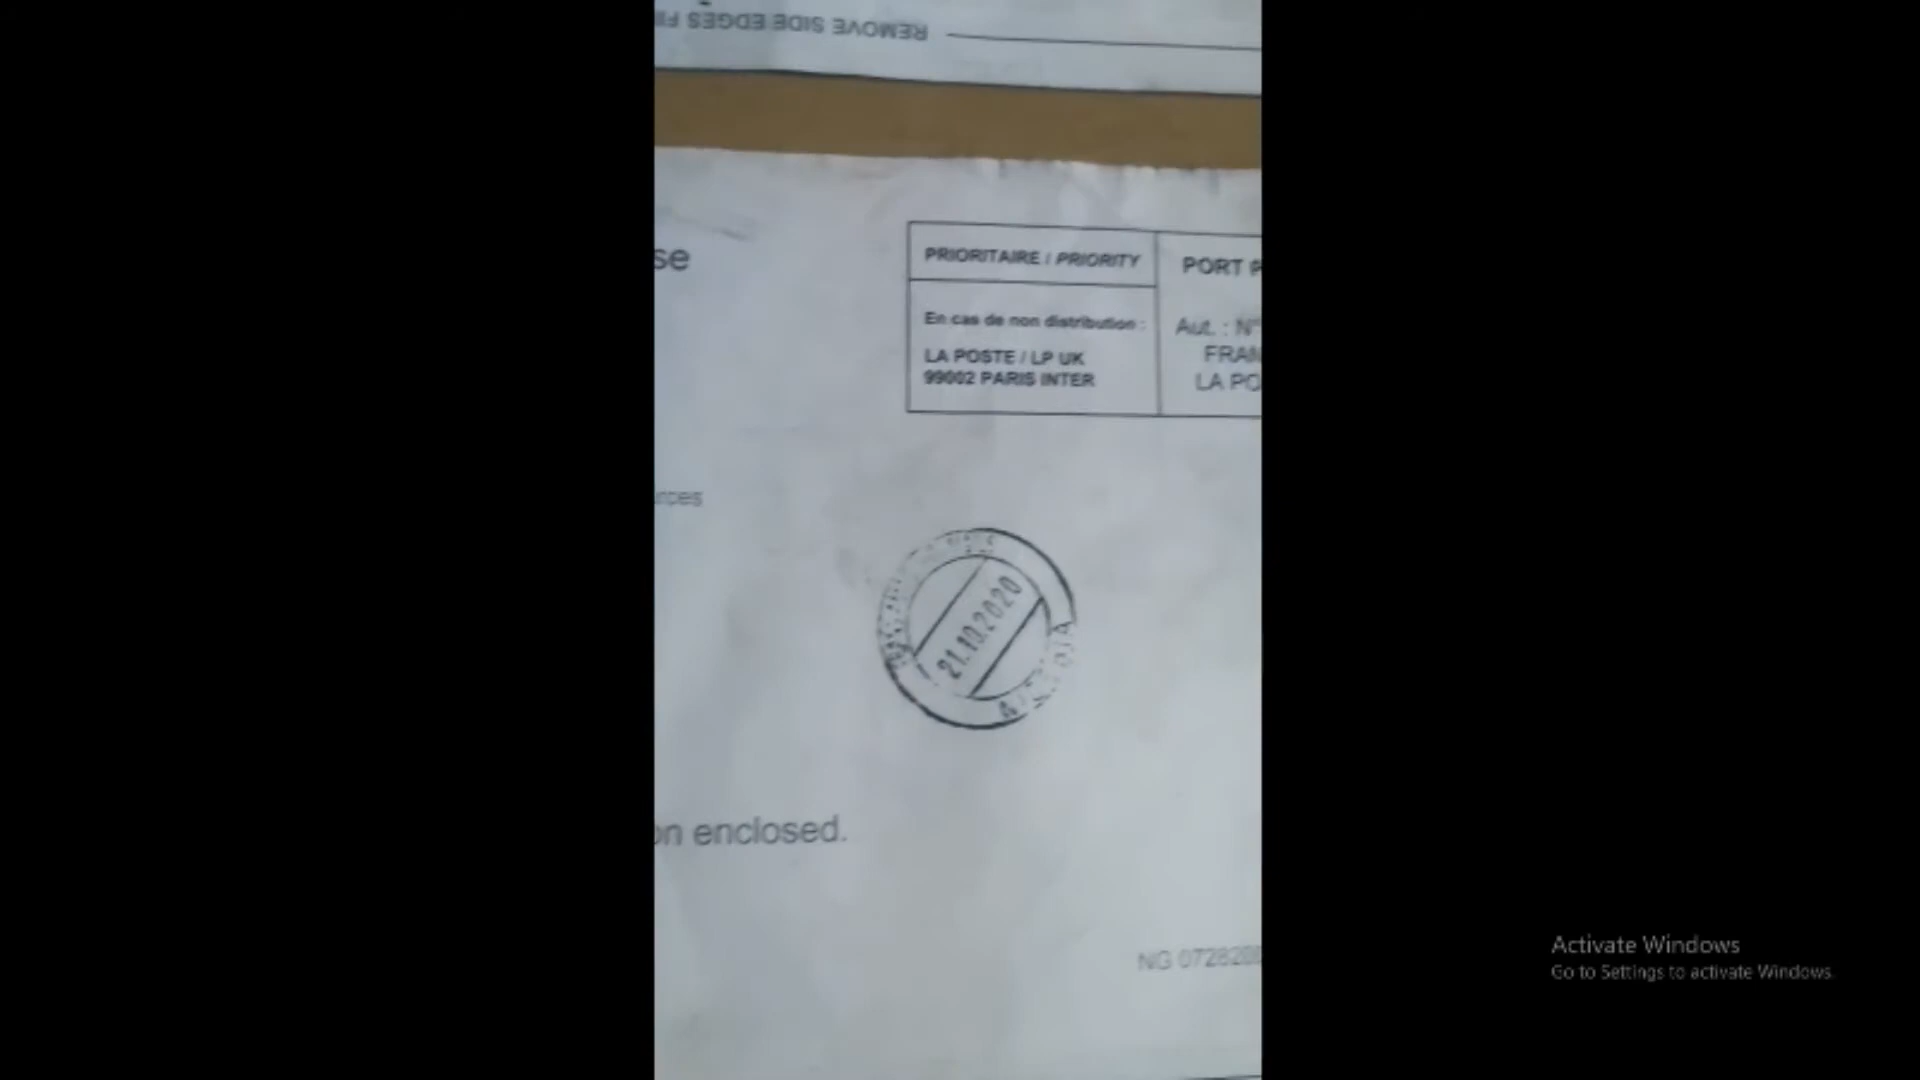 REMOVE SIDE EDGES
se
PRIORITAIRE / PRIORITY
PORT
En cas de non distribution :
Aut. : N°
LA POSTE / LP UK
99002 PARIS INTER
FRAN
LA PO
rces
21.10.2020
on enclosed.
NG 072820
Activate Windows
Go to Settings to activate Windows.